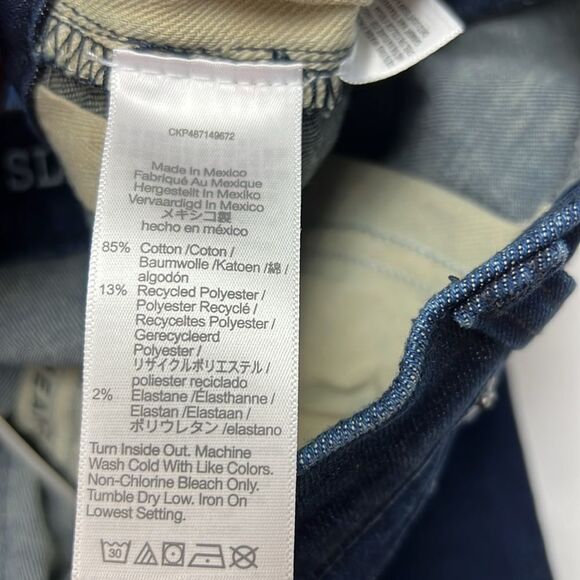 CKP487149672
Made In Mexico
Fabriqué Au Mexique
Hergestellt In Mexiko
Vervaardigd In Mexico
メキシコ製
hecho en méxico
85% Cotton /Coton /
Baumwolle /Katoen /綿 /
algodón
13% Recycled Polyester /
Polyester Recyclé /
Recyceltes Polyester /
Gerecycleerd
Polyester /
リサイクルポリエステル /
poliester reciclado
2% Elastane /Élasthanne /
Elastan /Elastaan /
ポリウレタン /elastano
Turn Inside Out. Machine
Wash Cold With Like Colors.
Non-Chlorine Bleach Only.
Tumble Dry Low. Iron On
Lowest Setting.
30